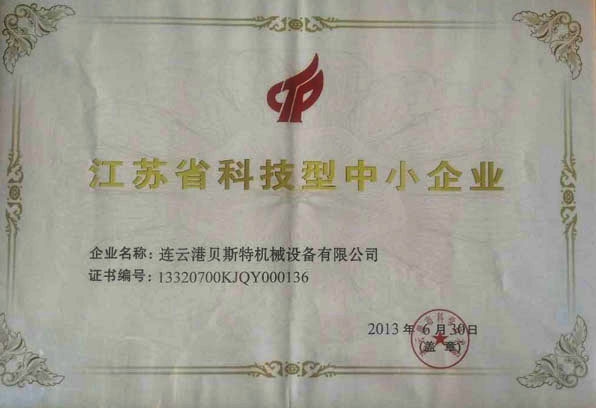 江苏省科技型中小企业
企业名称：连云港贝斯特机械设备有限公司
证书编号：13320700KJQY000136
2013年6月30日
（盖章）